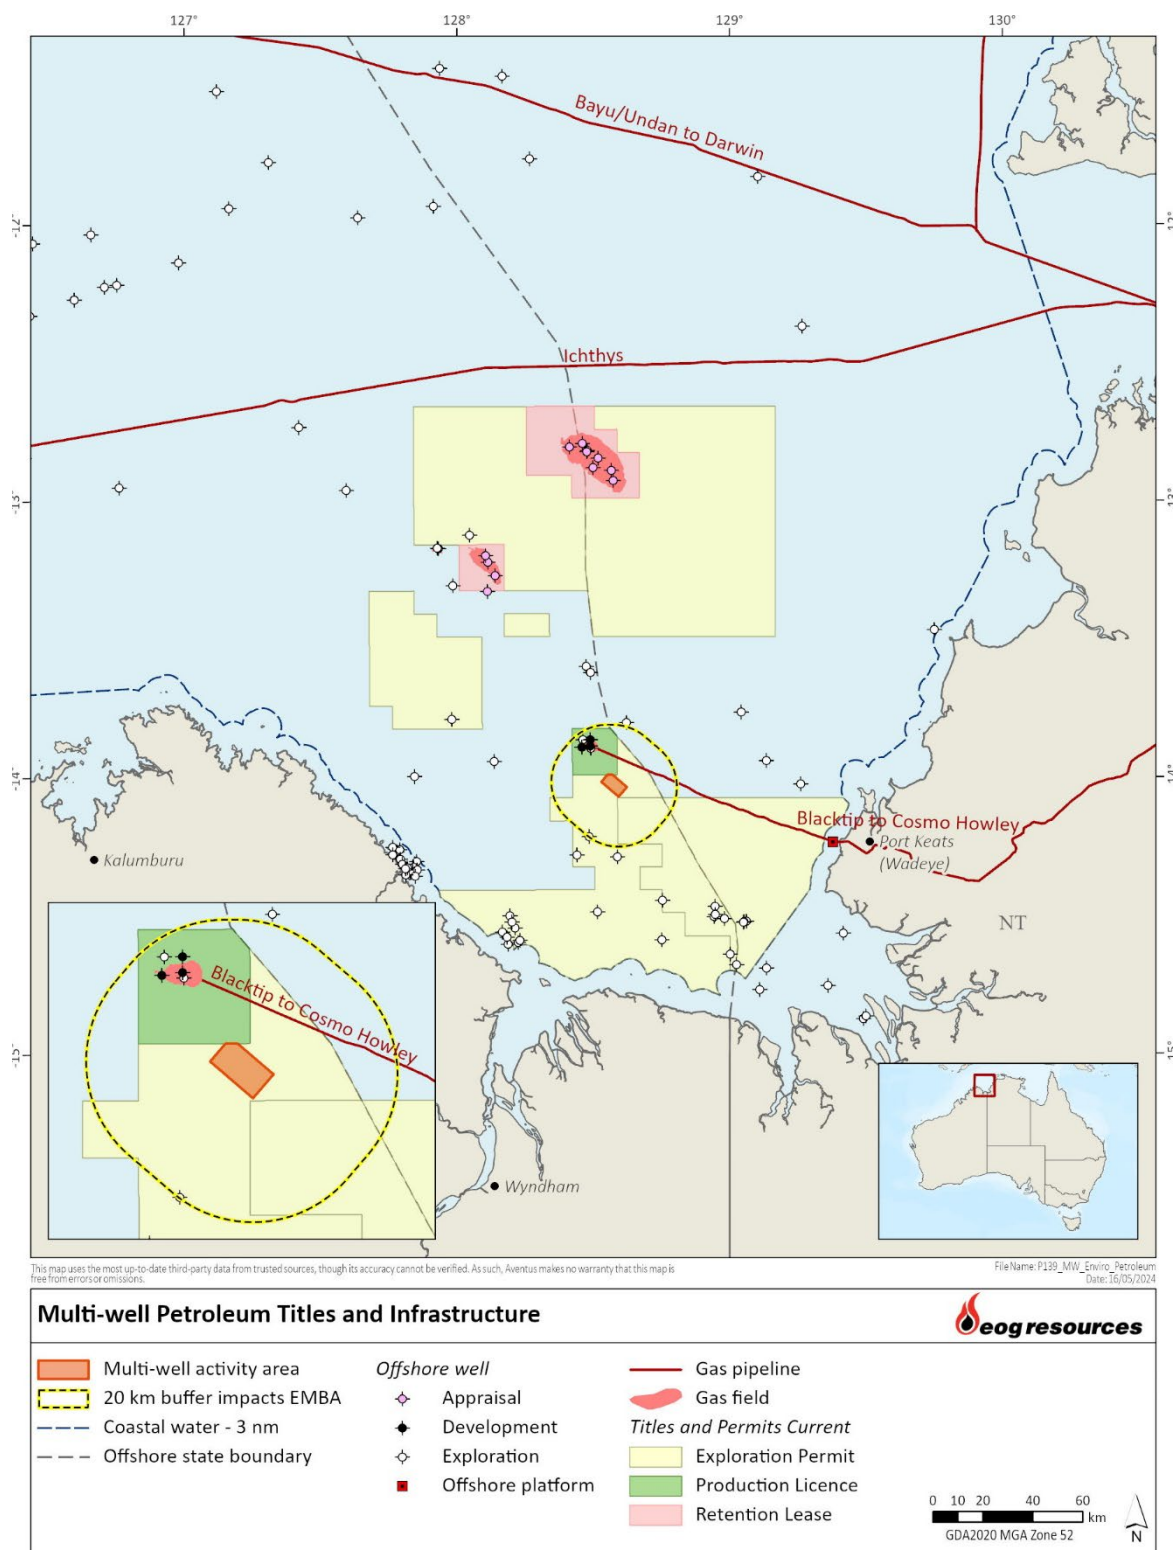 127°
128°
129°
130°
Bayu/Undan to Darwin
-12°
12°
Ichthys
-13°
13°
-14°
14°
Blacktip to Cosmo Howley
Port Keats
(Wadeye)
Kalumburu
NT
Blacktip to Cosmo Howley
-15°
15°
Wyndham
This map uses the most up-to-date third-party data from trusted sources, though its accuracy cannot be verified. As such, Aventus makes no warranty that this map is
free from errors or omissions.
File Name: P139_MW_Enviro_Petroleum
Date: 16/05/2024
Multi-well Petroleum Titles and Infrastructure
eog resources
Multi-well activity area
20 km buffer impacts EMBA
Coastal water - 3 nm
Offshore state boundary
Offshore well
Appraisal
Development
Exploration
Offshore platform
Gas pipeline
Gas field
Titles and Permits Current
Exploration Permit
Production Licence
Retention Lease
0 10 20 40 60
km
GDA2020 MGA Zone 52
N